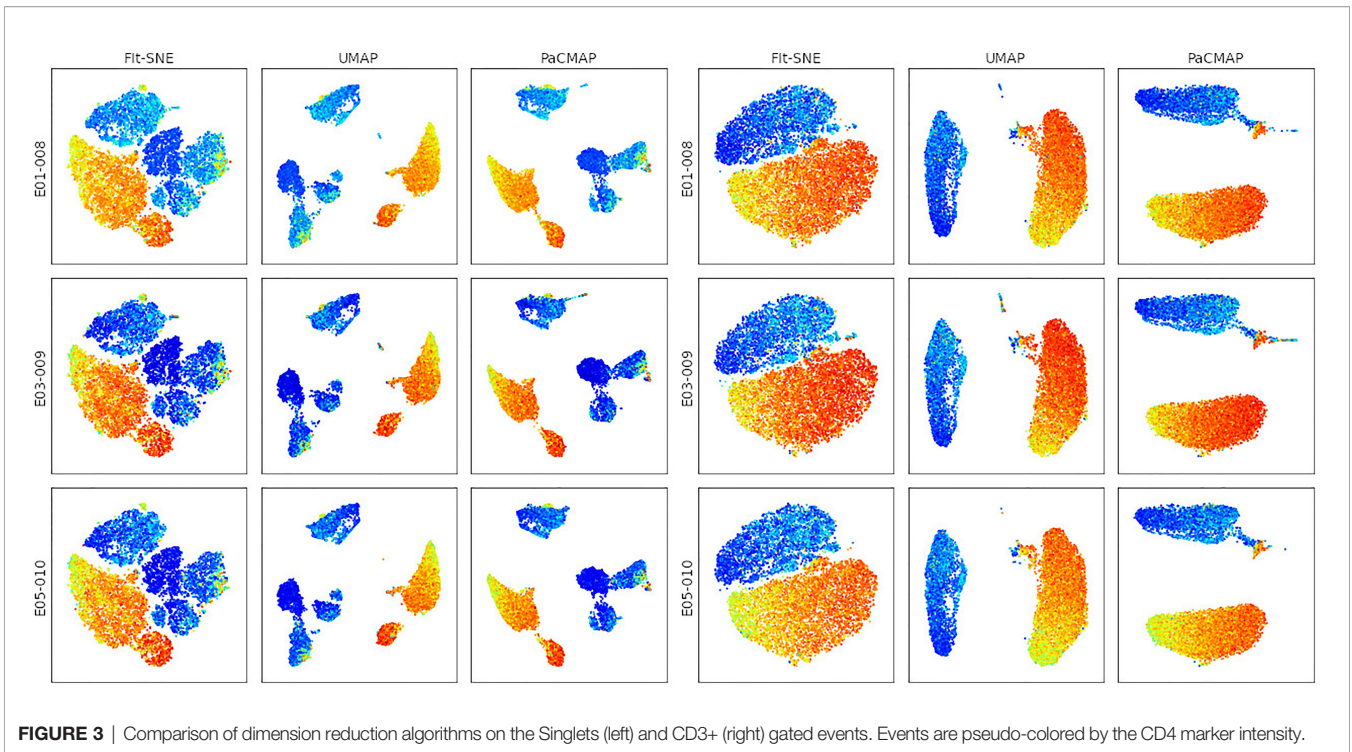 FIt-SNE UMAP PaCMAP FIt-SNE UMAP PaCMAP
E01-008 E01-008
E03-009 E03-009
E05-010 E05-010
FIGURE 3 | Comparison of dimension reduction algorithms on the Singlets (left) and CD3+ (right) gated events. Events are pseudo-colored by the CD4 marker intensity.